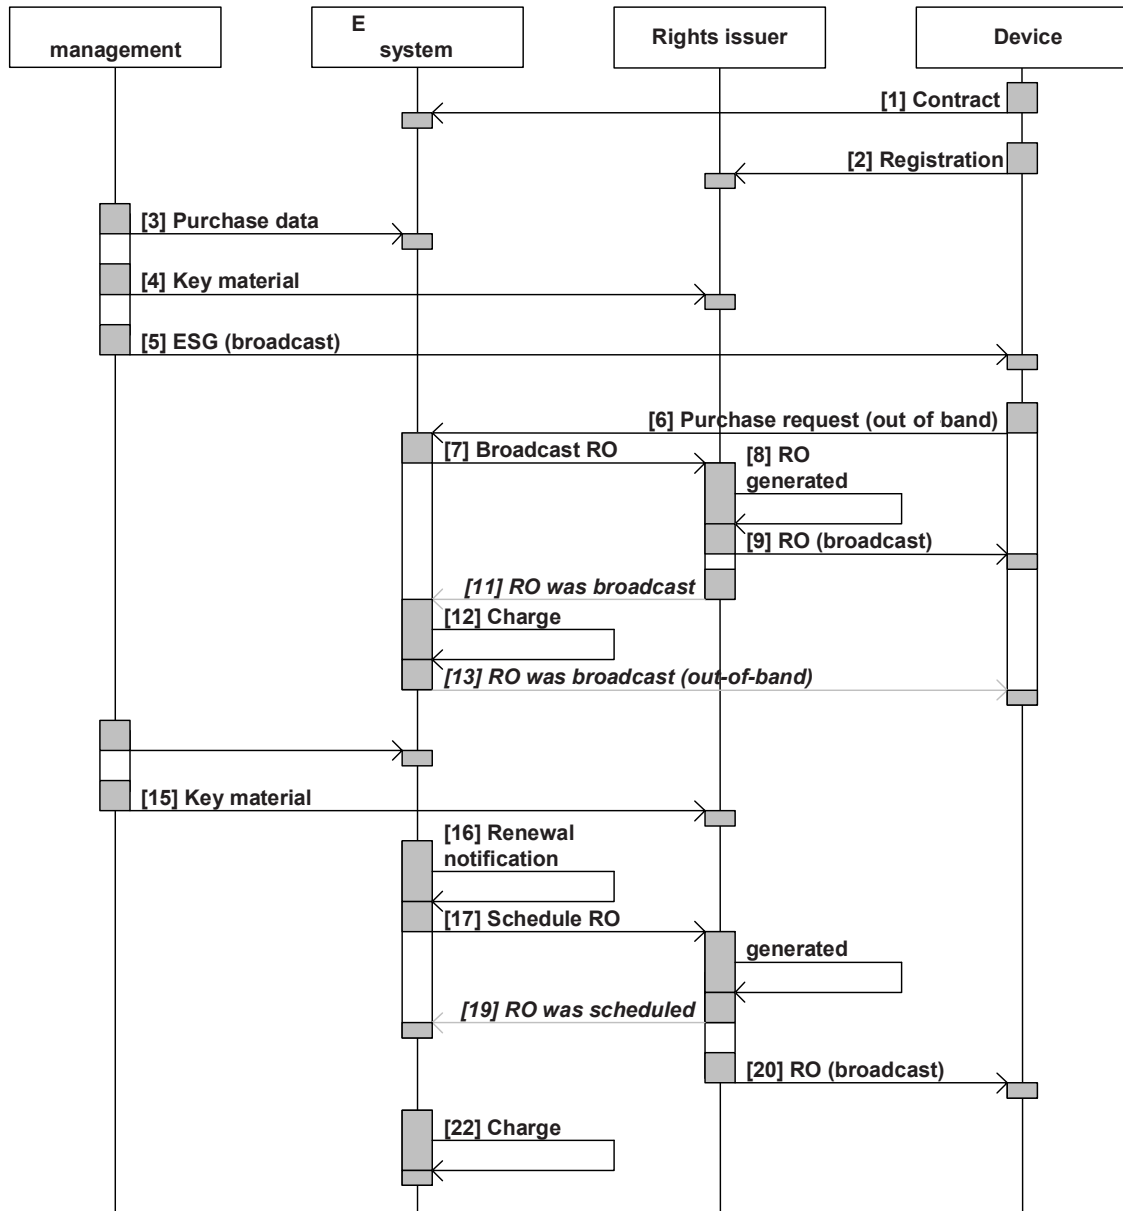 management
E
system
Rights issuer
Device
[1] Contract
[2] Registration
[3] Purchase data
[4] Key material
[5] ESG (broadcast)
[6] Purchase request (out of band)
[7] Broadcast RO
[8] RO
generated
[9] RO (broadcast)
[11] RO was broadcast
[12] Charge
[13] RO was broadcast (out-of-band)
[15] Key material
[16] Renewal
notification
[17] Schedule RO
generated
[19] RO was scheduled
[20] RO (broadcast)
[22] Charge